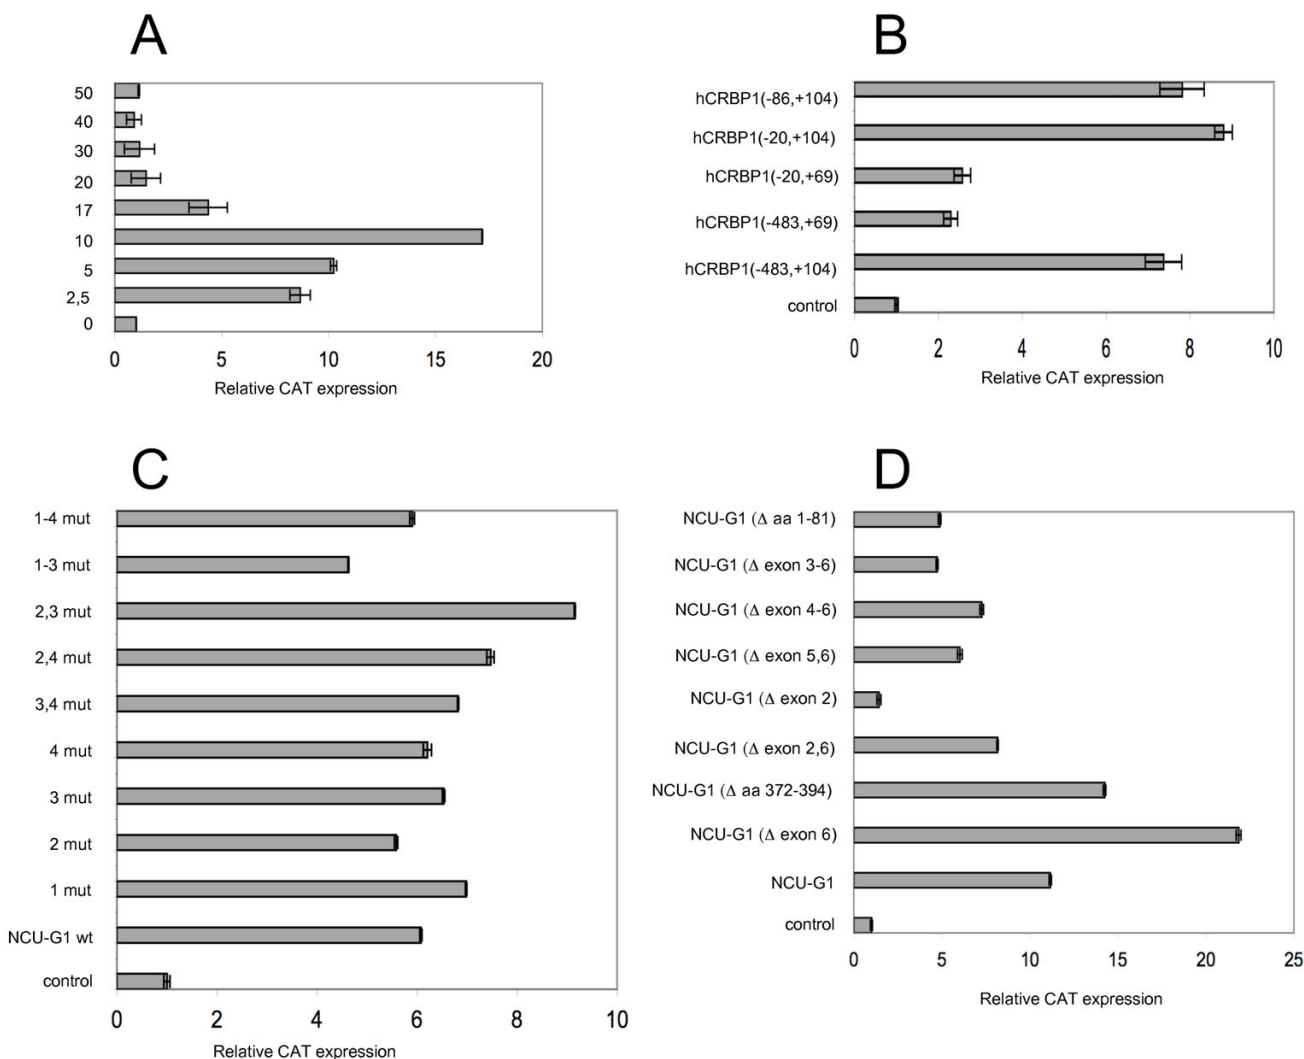 A
50
40
30
20
17
10
5
2,5
0
0 5 10 15 20
Relative CAT expression
B
hCRBP1(-86,+104)
hCRBP1(-20,+104)
hCRBP1(-20,+69)
hCRBP1(-483,+69)
hCRBP1(-483,+104)
control
0 2 4 6 8 10
Relative CAT expression
C
1-4 mut
1-3 mut
2,3 mut
2,4 mut
3,4 mut
4 mut
3 mut
2 mut
1 mut
NCU-G1 wt
control
0 2 4 6 8 10
Relative CAT expression
D
NCU-G1 (Δ aa 1-81)
NCU-G1 (Δ exon 3-6)
NCU-G1 (Δ exon 4-6)
NCU-G1 (Δ exon 5,6)
NCU-G1 (Δ exon 2)
NCU-G1 (Δ exon 2,6)
NCU-G1 (Δ aa 372-394)
NCU-G1 (Δ exon 6)
NCU-G1
control
0 5 10 15 20 25
Relative CAT expression